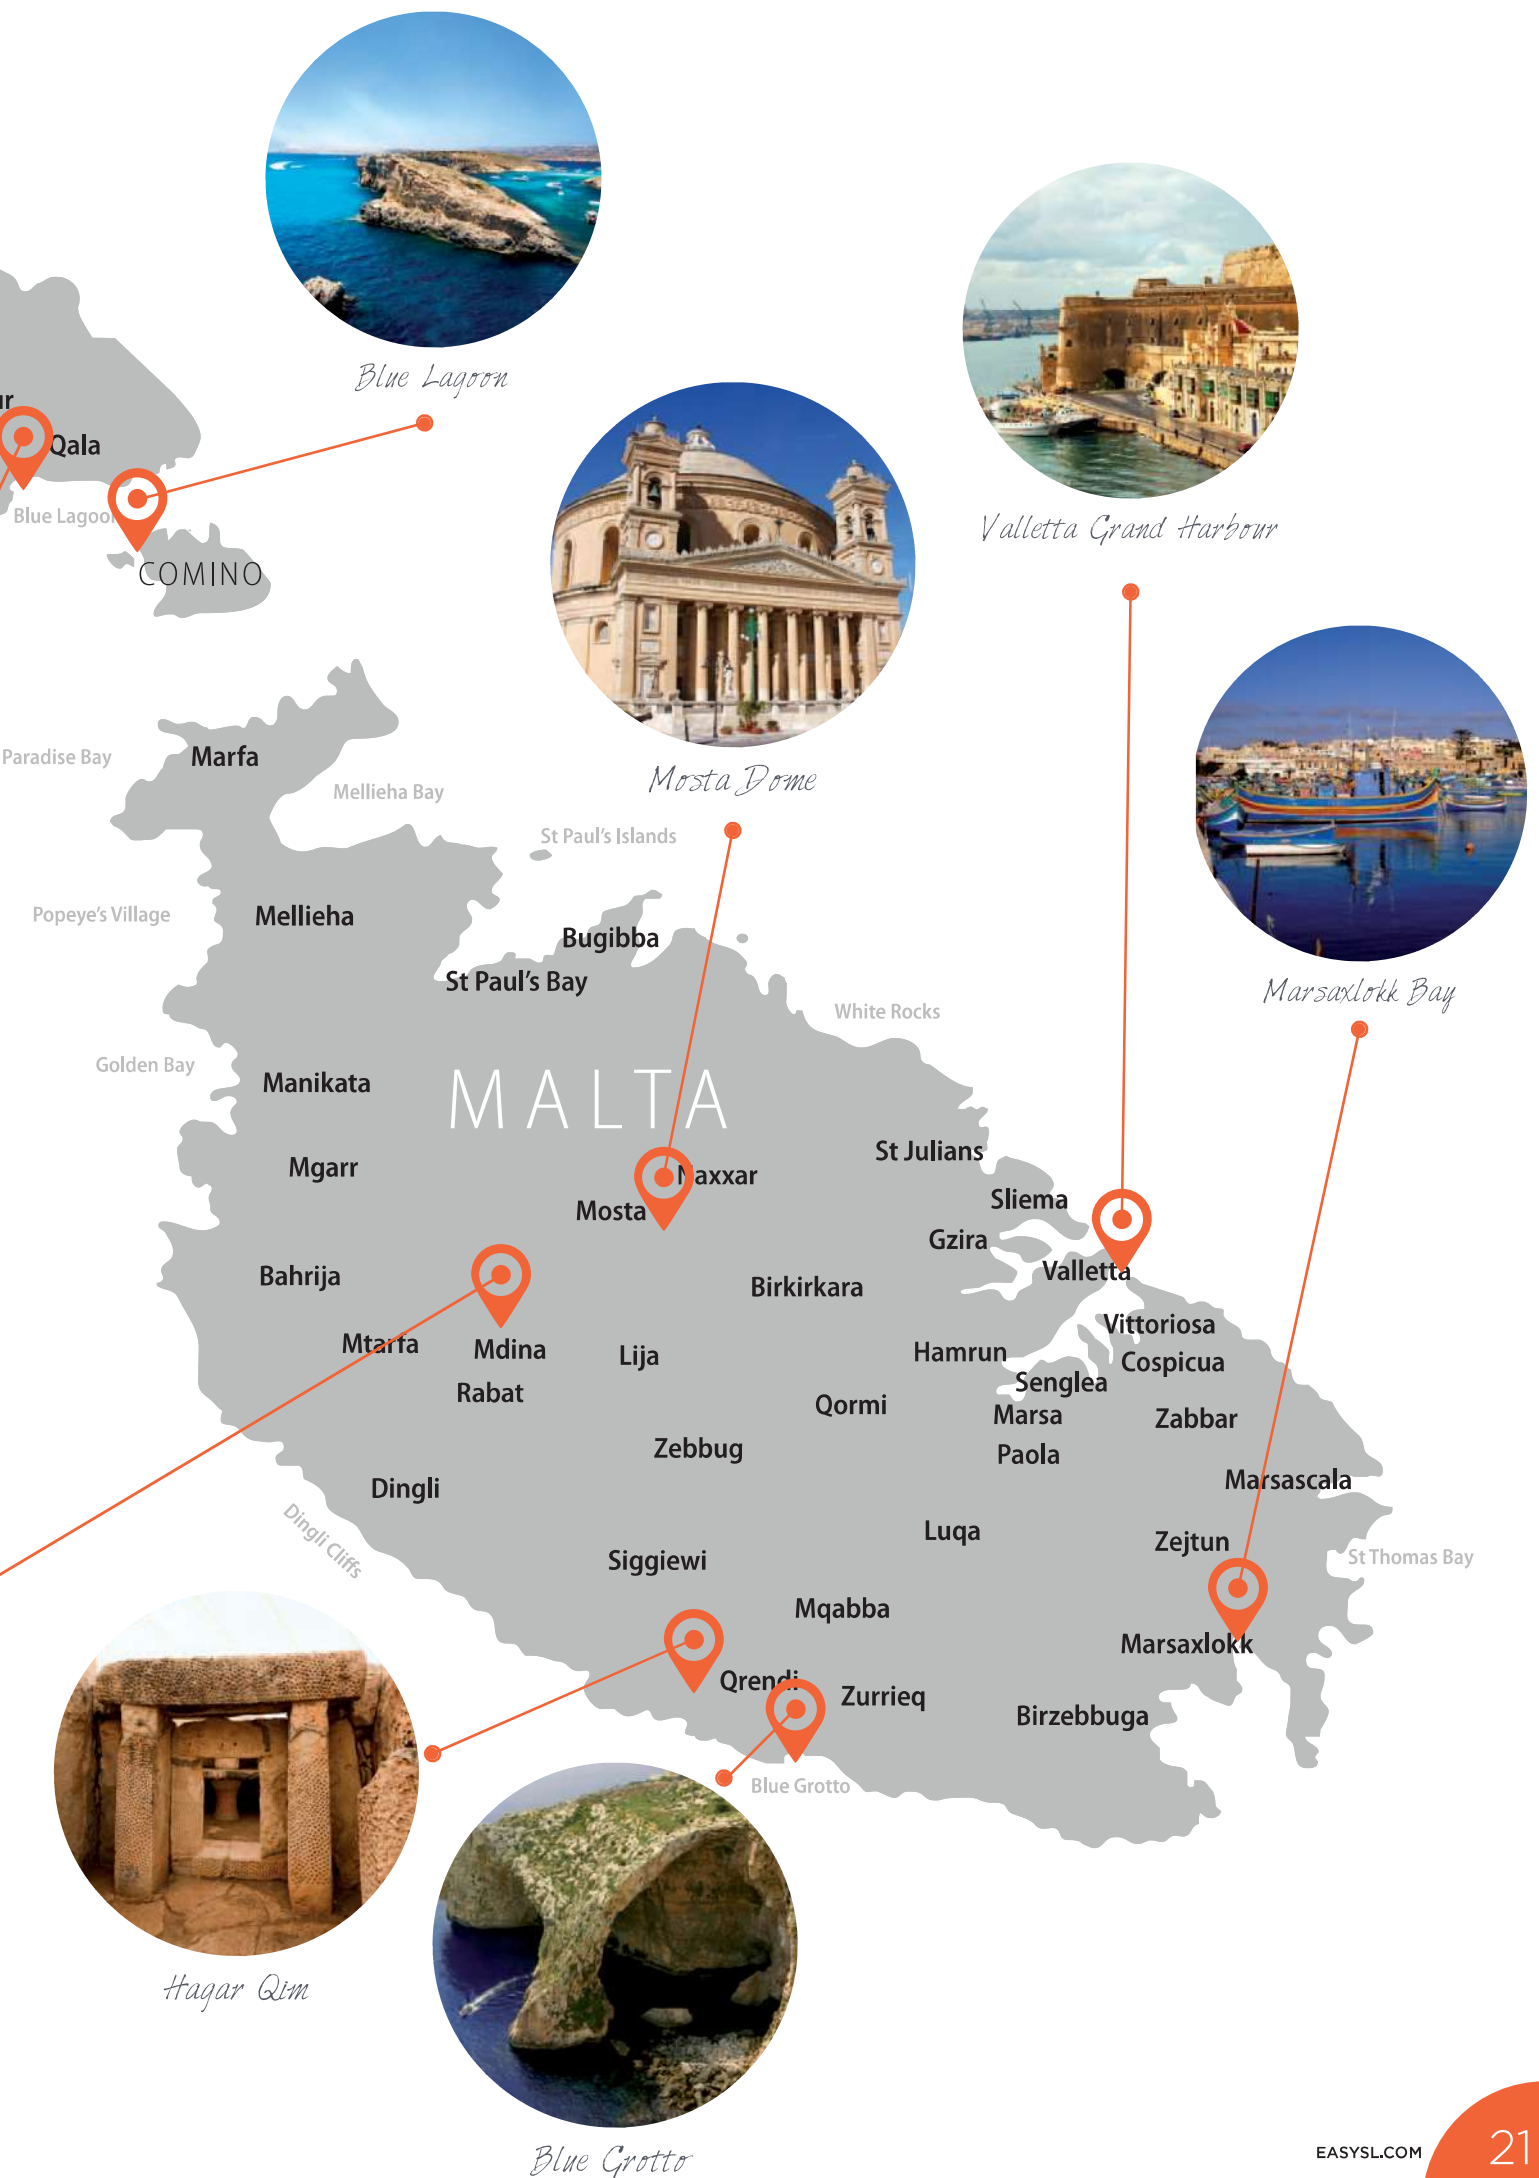 Blue Lagoon
Valletta Grand Harbour
ur
Qala
Blue Lagoon
COMINO
Mosta Dome
Marsaxlokk Bay
Paradise Bay
Marfa
Mellieha Bay
St Paul's Islands
Popeye's Village
Mellieha
Bugibba
St Paul's Bay
White Rocks
Golden Bay
Manikata
MALTA
St Julians
Mgarr
Naxxar
Sliema
Mosta
Gzira
Valletta
Bahrija
Birkirkara
Vittoriosa
Mtarfa
Mdina
Lija
Hamrun
Cospicua
Senglea
Rabat
Qormi
Marsa
Zabbar
Zebbug
Paola
Dingli
Marsascala
Dingli Cliffs
Luqa
Zejtun
St Thomas Bay
Siggiewi
Mqabba
Marsaxlokk
Qrendi
Zurrieq
Birzebbuga
Blue Grotto
Hagar Qim
Blue Grotto
EASYSL.COM
21